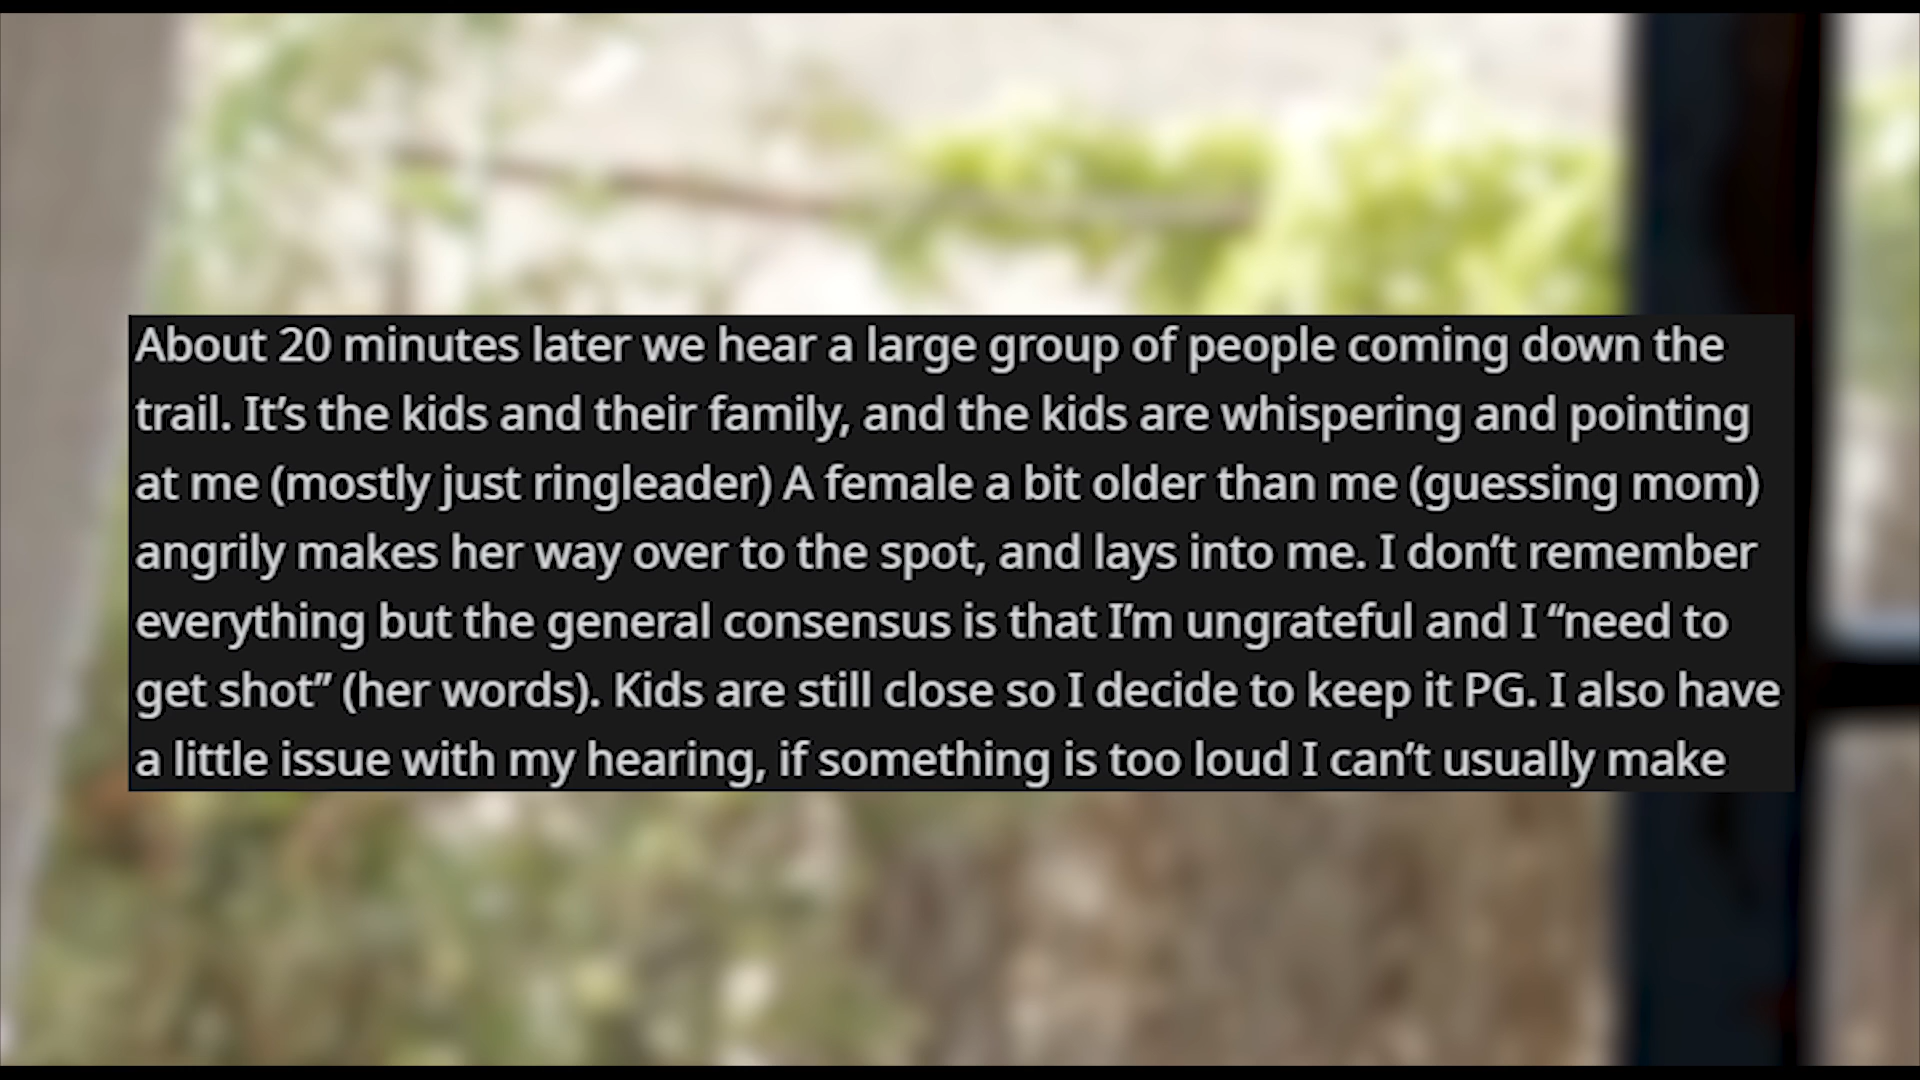 About 20 minutes later we hear a large group of people coming down the
trail. It’s the kids and their family, and the kids are whispering and pointing
at me (mostly just ringleader) A female a bit older than me (guessing mom)
angrily makes her way over to the spot, and lays into me. I don’t remember
everything but the general consensus is that I’m ungrateful and I “need to
get shot” (her words). Kids are still close so I decide to keep it PG. I also have
a little issue with my hearing, if something is too loud I can’t usually make